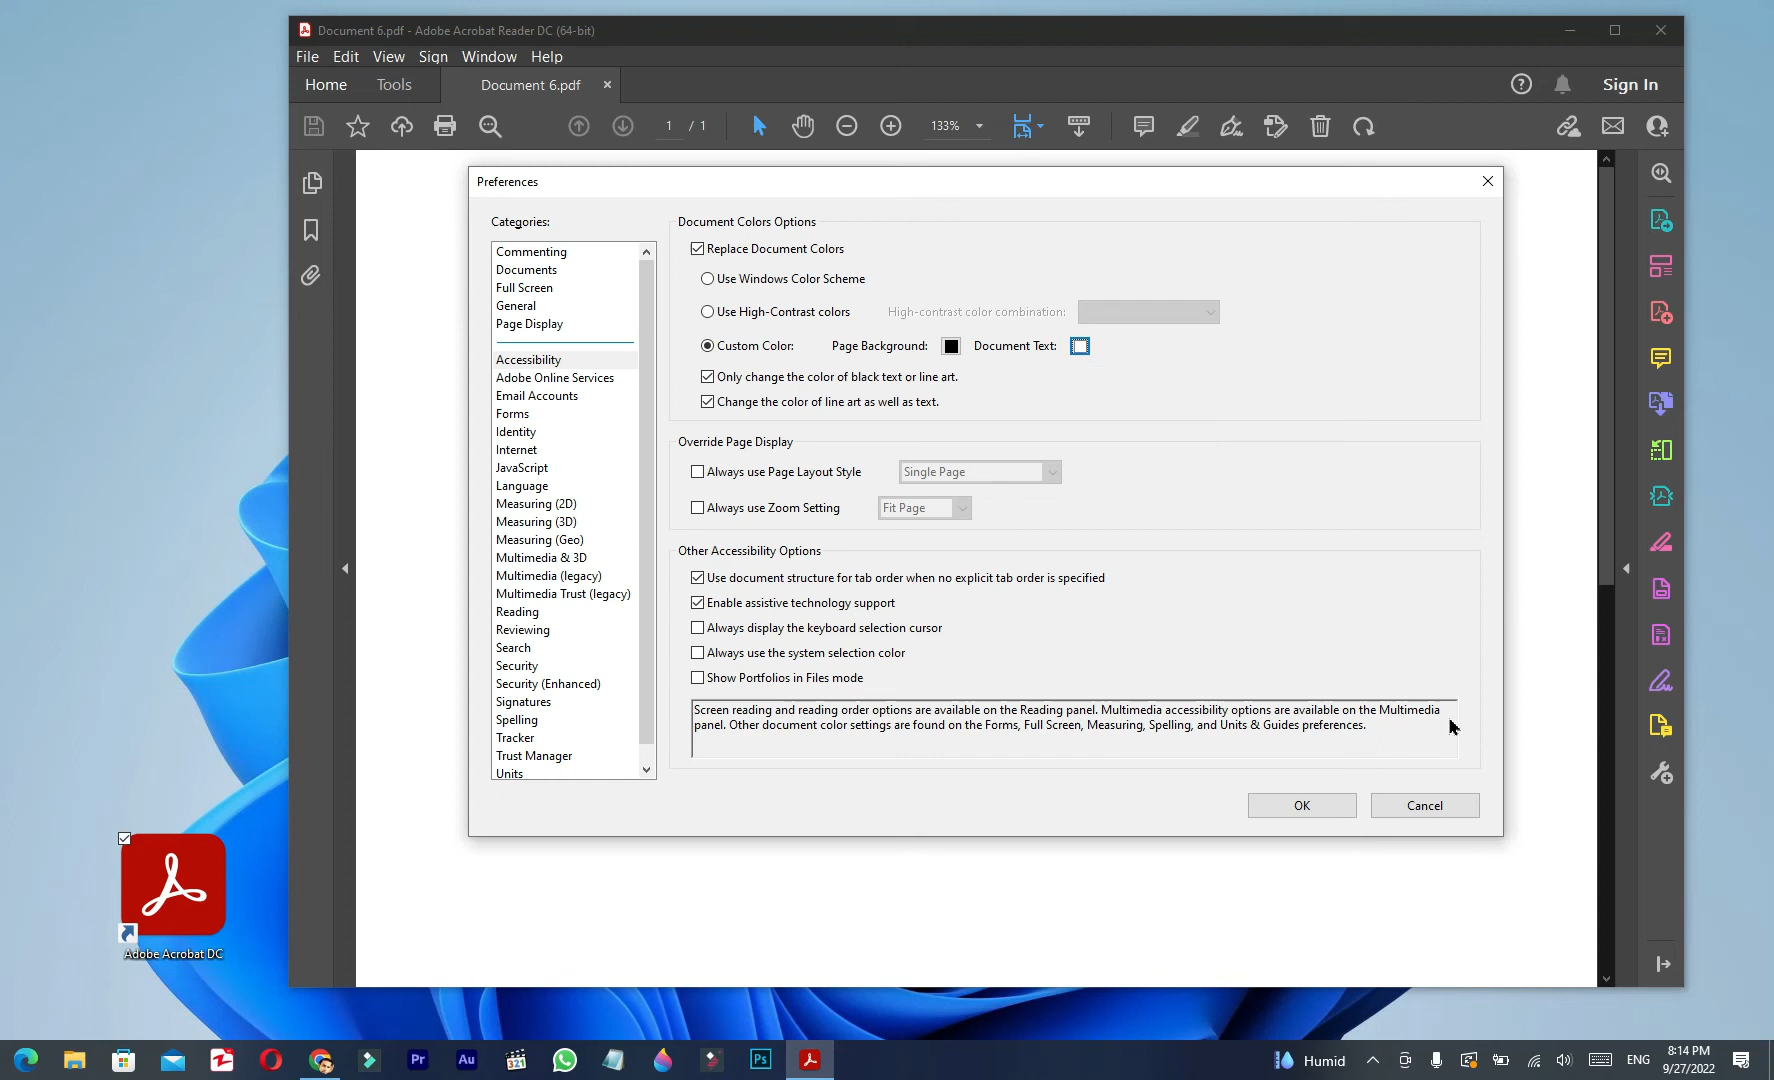 Document 6.pdf - Adobe Acrobat Reader DC (64-bit)
File Edit View Sign Window Help
Home Tools Document 6.pdf × Sign In
1 / 1 133%
Preferences
Categories:
Commenting
Documents
Full Screen
General
Page Display
Accessibility
Adobe Online Services
Email Accounts
Forms
Identity
Internet
JavaScript
Language
Measuring (2D)
Measuring (3D)
Measuring (Geo)
Multimedia & 3D
Multimedia (legacy)
Multimedia Trust (legacy)
Reading
Reviewing
Search
Security
Security (Enhanced)
Signatures
Spelling
Tracker
Trust Manager
Units
Document Colors Options
Replace Document Colors
Use Windows Color Scheme
Use High-Contrast colors High-contrast color combination:
Custom Color: Page Background: Document Text:
Only change the color of black text or line art.
Change the color of line art as well as text.
Override Page Display
Always use Page Layout Style Single Page
Always use Zoom Setting Fit Page
Other Accessibility Options
Use document structure for tab order when no explicit tab order is specified
Enable assistive technology support
Always display the keyboard selection cursor
Always use the system selection color
Show Portfolios in Files mode
Screen reading and reading order options are available on the Reading panel. Multimedia accessibility options are available on the Multimedia
panel. Other document color settings are found on the Forms, Full Screen, Measuring, Spelling, and Units & Guides preferences.
OK Cancel
Adobe Acrobat DC
Pr Au 321 Ps Humid ENG 8:14 PM
9/27/2022